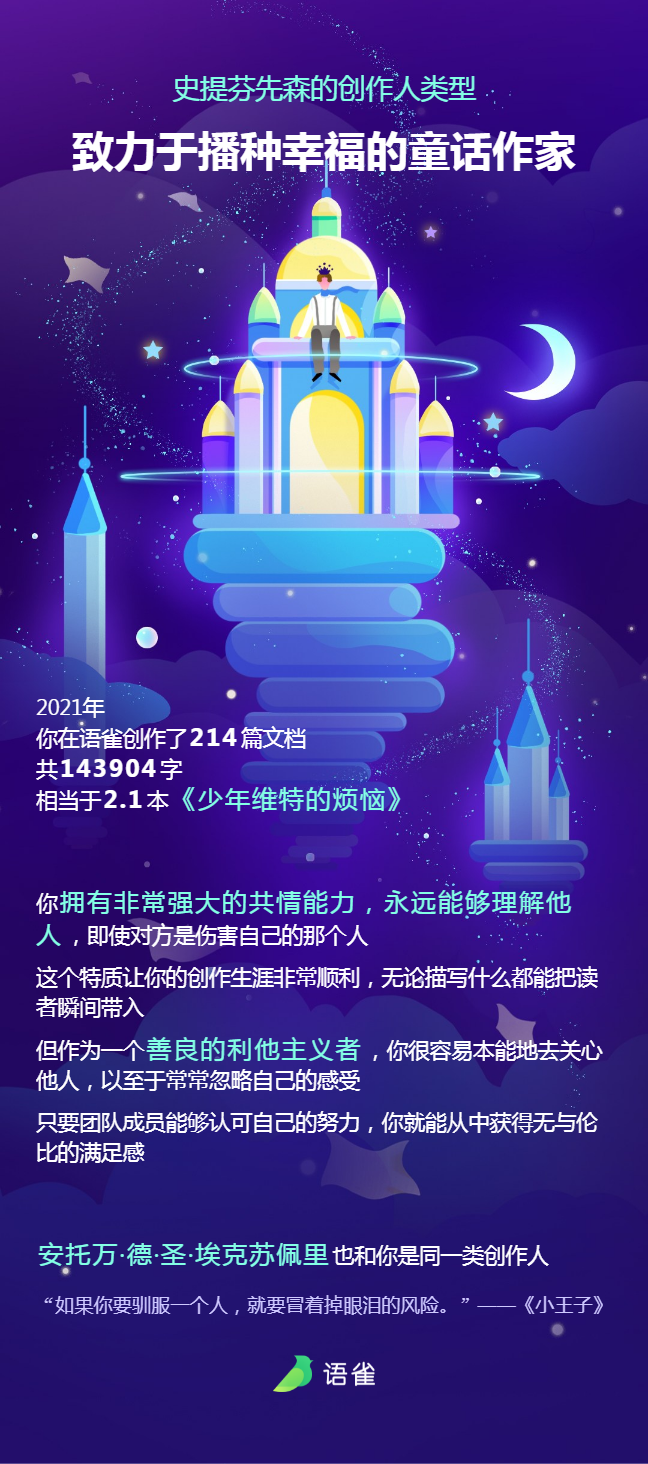 史提芬先森的创作人类型
致力于播种幸福的童话作家
2021年
你在语雀创作了214篇文档
共143904字
相当于2.1本《少年维特的烦恼》
你拥有非常强大的共情能力，永远能够理解他
人，即使对方是伤害自己的那个人
这个特质让你的创作生涯非常顺利，无论描写什么都能把读
者瞬间带入
但作为一个善良的利他主义者，你很容易本能地去关心
他人，以至于常常忽略自己的感受
只要团队成员能够认可自己的努力，你就能从中获得无与伦
比的满足感
安托万·德·圣·埃克苏佩里也和你是同一类创作人
“如果你要驯服一个人，就要冒着掉眼泪的风险。”——《小王子》
语雀